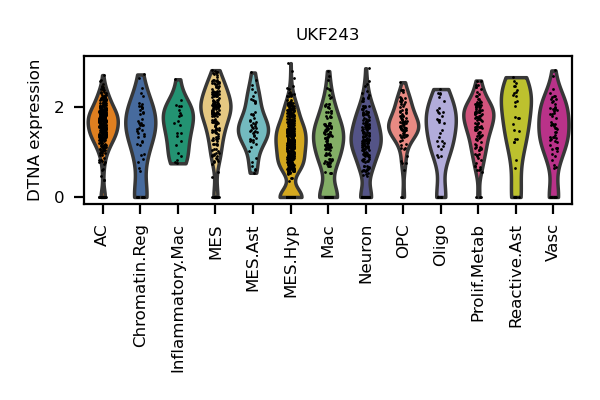 UKF243
DTNA expression
2
0
AC
Chromatin.Reg
Inflammatory.Mac
MES
MES.Ast
MES.Hyp
Mac
Neuron
OPC
Oligo
Prolif.Metab
Reactive.Ast
Vasc